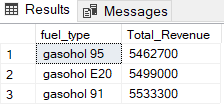 Results Messages
fuel_type Total_Revenue
1 gasohol 95 5462700
2 gasohol E20 5499000
3 gasohol 91 5533300